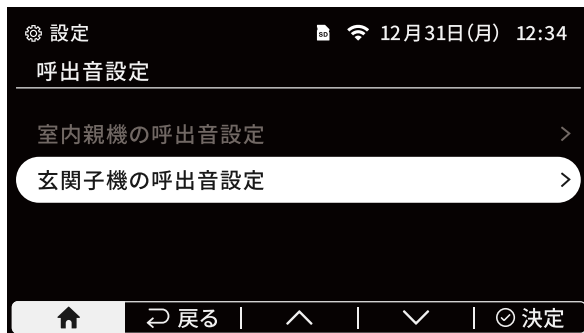 設定 SD 12月31日(月) 12:34
呼出音設定
室内親機の呼出音設定
玄関子機の呼出音設定
戻る 決定